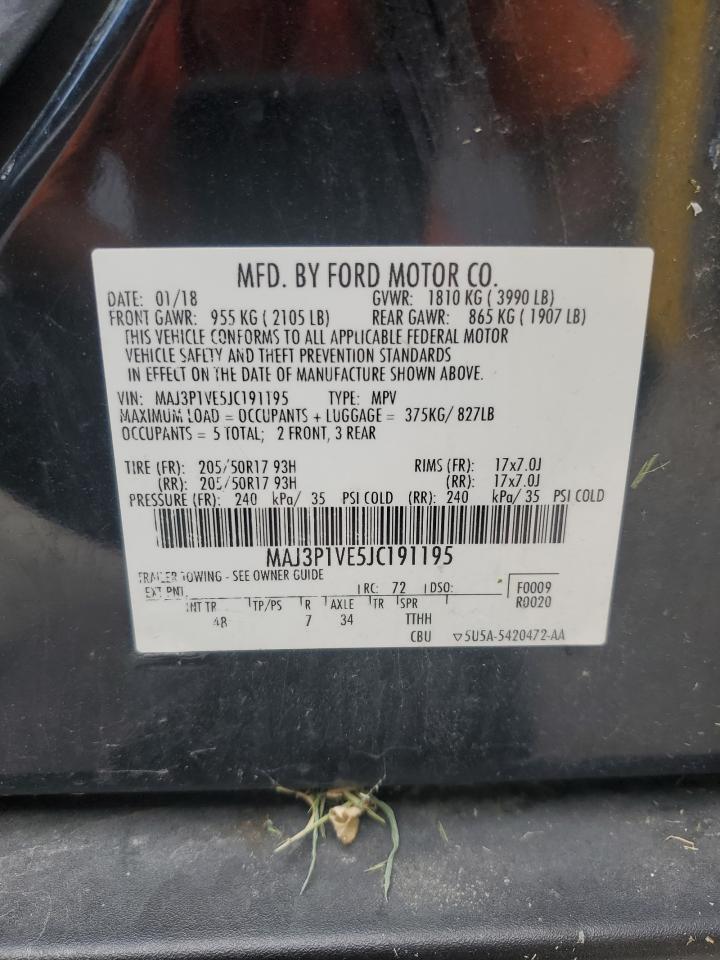 MFD. BY FORD MOTOR CO.
DATE: 01/18 GVWR: 1810 KG ( 3990 LB)
FRONT GAWR: 955 KG ( 2105 LB) REAR GAWR: 865 KG ( 1907 LB)
THIS VEHICLE CONFORMS TO ALL APPLICABLE FEDERAL MOTOR
VEHICLE SAFETY AND THEFT PREVENTION STANDARDS
IN EFFECT ON THE DATE OF MANUFACTURE SHOWN ABOVE.
VIN: MAJ3P1VE5JC191195 TYPE: MPV
MAXIMUM LOAD = OCCUPANTS + LUGGAGE = 375KG/ 827LB
OCCUPANTS = 5 TOTAL; 2 FRONT, 3 REAR
TIRE (FR): 205/50R17 93H RIMS (FR): 17x7.0J
(RR): 205/50R17 93H (RR): 17x7.0J
PRESSURE (FR): 240 kPa/ 35 PSI COLD (RR): 240 kPa/ 35 PSI COLD
MAJ3P1VE5JC191195
TRAILER TOWING - SEE OWNER GUIDE
EXT PNT: RC: 72 DSO: F0009
INT TR TP/PS R AXLE TR SPR R0020
4R 7 34 TTHH
CBU ▽5U5A-5420472-AA